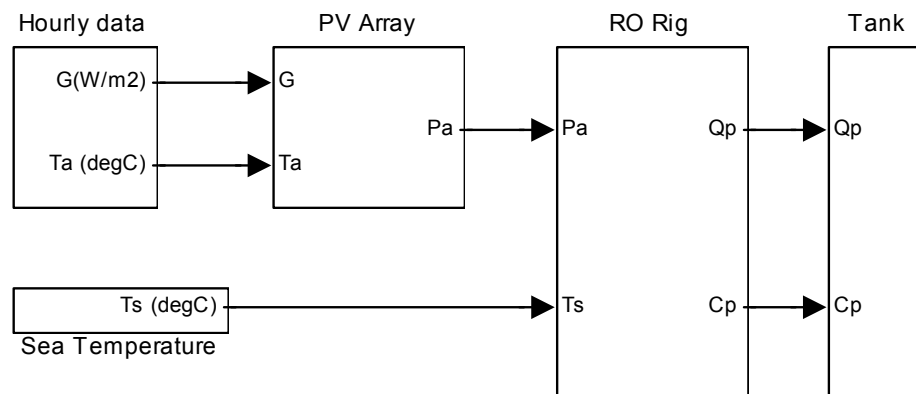 Hourly data
PV Array
RO Rig
Tank
G(W/m2)
G
Pa
Pa
Qp
Qp
Ta (degC)
Ta
Ts (degC)
Ts
Cp
Cp
Sea Temperature